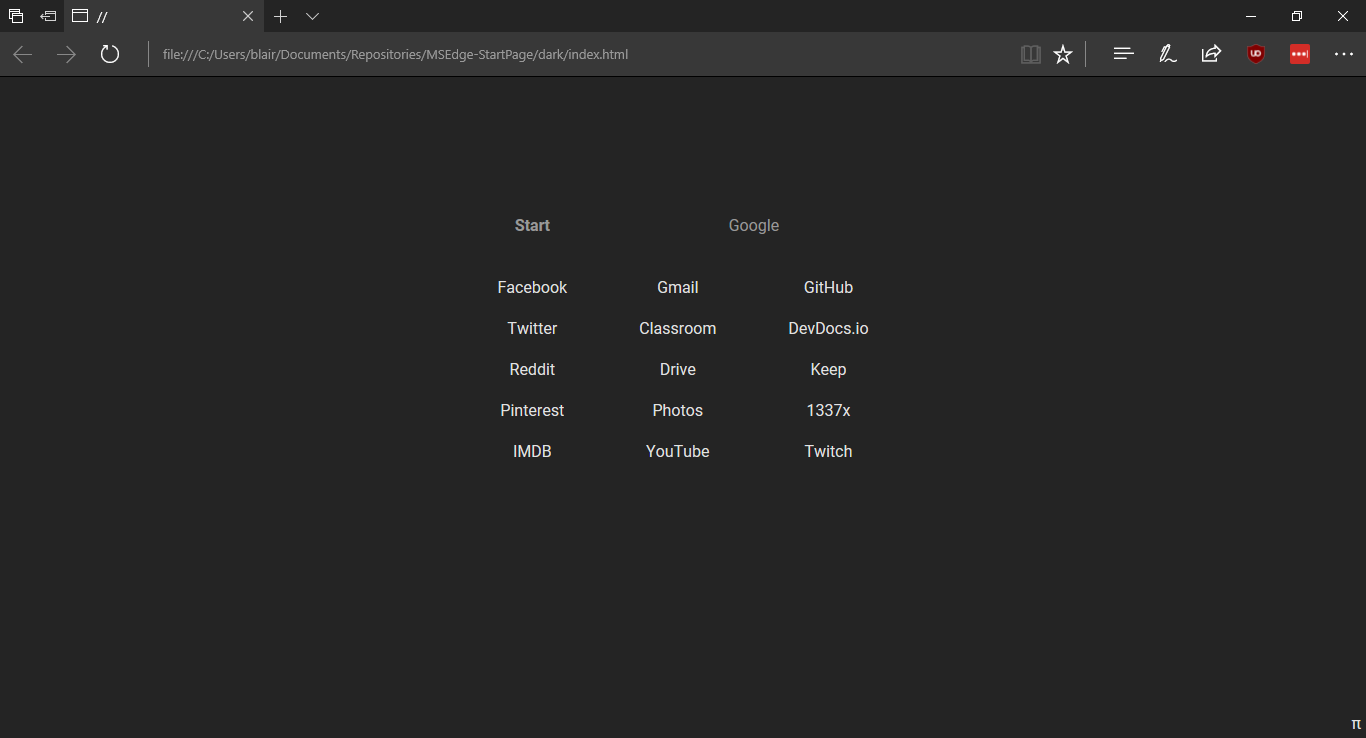 //
file:///C:/Users/blair/Documents/Repositories/MSEdge-StartPage/dark/index.html
Start Google
Facebook Gmail GitHub
Twitter Classroom DevDocs.io
Reddit Drive Keep
Pinterest Photos 1337x
IMDB YouTube Twitch
π